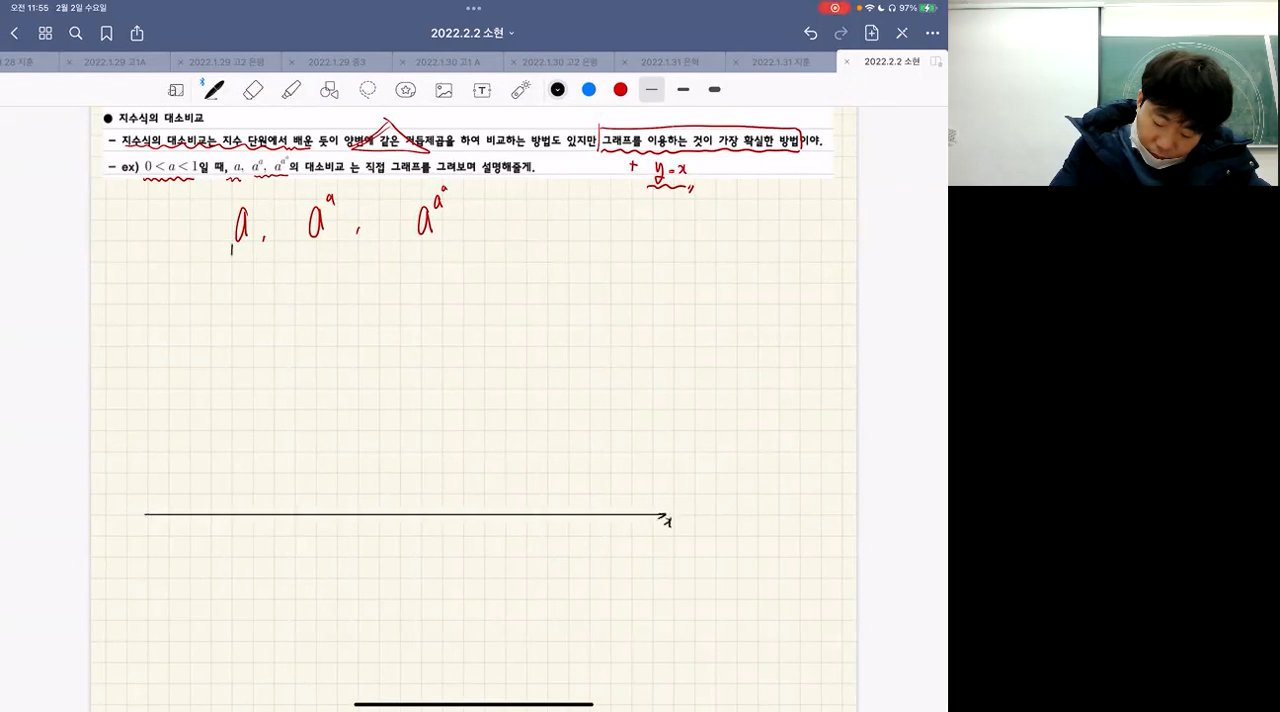 오전 11:55 2월 2일 수요일
97%
2022.2.2 소현
1.28 지훈
2022.1.29 고1A
2022.1.29 고2 은평
2022.1.29 중3
2022.1.30 고1 A
2022.1.30 고2 은평
2022.1.31 은혁
2022.1.31 지훈
2022.2.2 소현
● 지수식의 대소비교
- 지수식의 대소비교는 지수 단원에서 배운 듯이 양변에 같은 거듭제곱을 하여 비교하는 방법도 있지만 그래프를 이용하는 것이 가장 확실한 방법이야.
- ex) 0 < a < 1일 때, a, a^a, a^{a^a}의 대소비교 는 직접 그래프를 그려보며 설명해줄게.
+ y=x
a, a^a, a^{a^a}
x